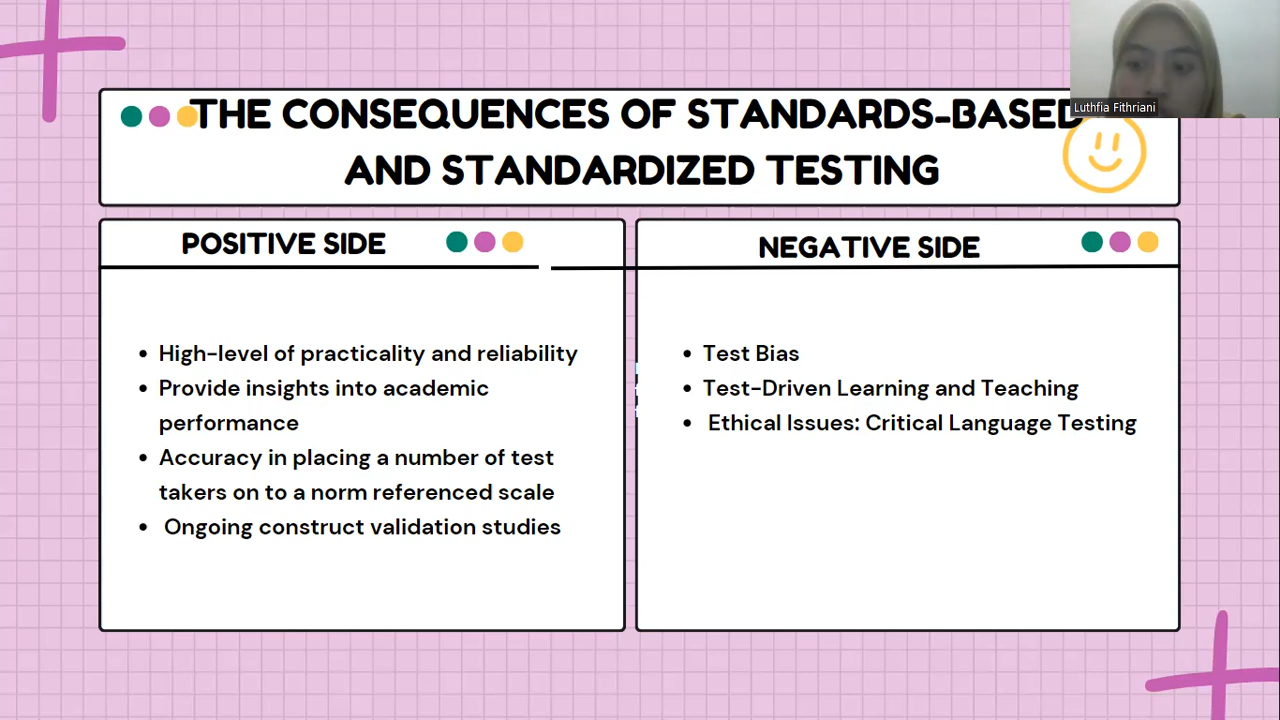 Luthfia Fithriani
THE CONSEQUENCES OF STANDARDS-BASED
AND STANDARDIZED TESTING
POSITIVE SIDE
• High-level of practicality and reliability
• Provide insights into academic
performance
• Accuracy in placing a number of test
takers on to a norm referenced scale
• Ongoing construct validation studies
NEGATIVE SIDE
• Test Bias
• Test-Driven Learning and Teaching
• Ethical Issues: Critical Language Testing